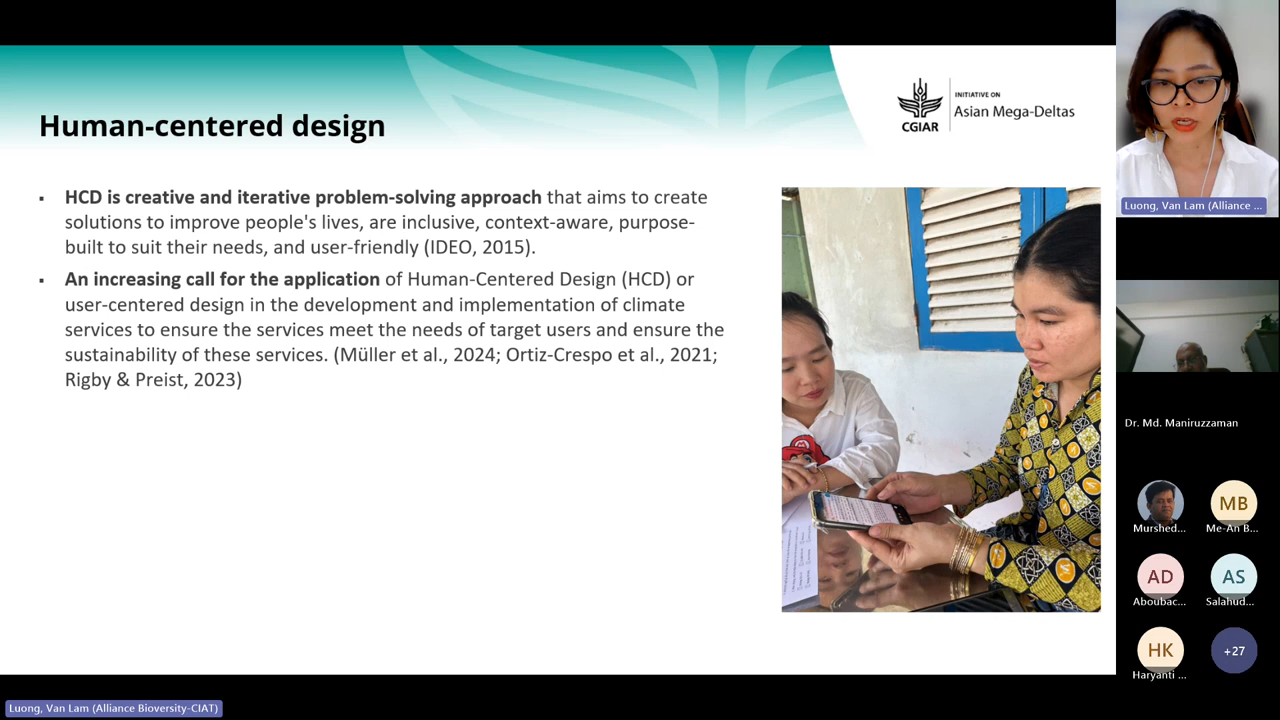 Human-centered design
INITIATIVE ON
Asian Mega-Deltas
CGIAR
▪ HCD is creative and iterative problem-solving approach that aims to create
solutions to improve people's lives, are inclusive, context-aware, purpose-
built to suit their needs, and user-friendly (IDEO, 2015).
▪ An increasing call for the application of Human-Centered Design (HCD) or
user-centered design in the development and implementation of climate
services to ensure the services meet the needs of target users and ensure the
sustainability of these services. (Müller et al., 2024; Ortiz-Crespo et al., 2021;
Rigby & Preist, 2023)
Luong, Van Lam (Alliance ...
Dr. Md. Maniruzzaman
Murshed...
MB
Me-An B...
AD
Aboubac...
AS
Salahud...
HK
Haryanti ...
+27
Luong, Van Lam (Alliance Bioversity-CIAT)